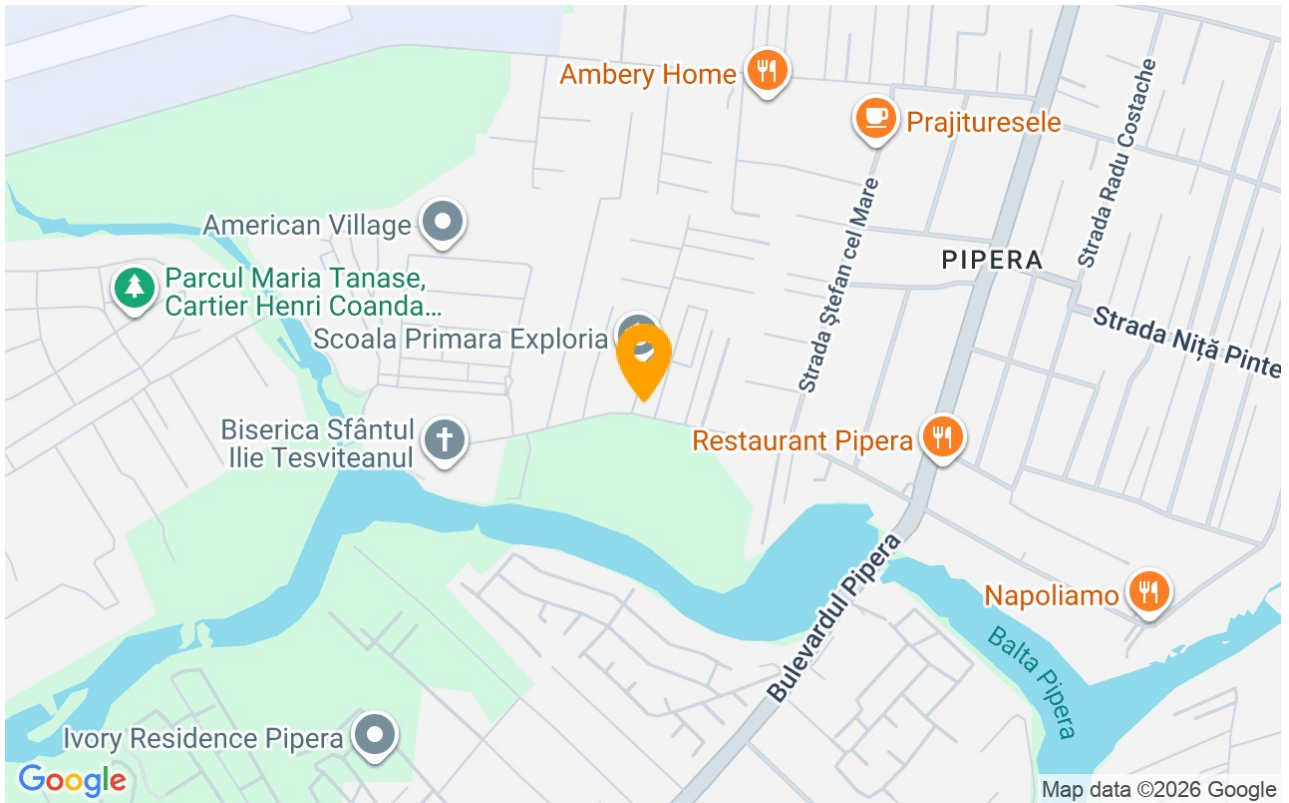 Ambery Home
Prajituresele
Strada Radu Costache
American Village
Strada Ștefan cel Mare
PIPERA
Parcul Maria Tanase,
Cartier Henri Coanda...
Scoala Primara Exploria
Strada Niță Pinte
Biserica Sfântul
Ilie Tesviteanul
Restaurant Pipera
Bulevardul Pipera
Napoliamo
Balta Pipera
Ivory Residence Pipera
Google
Map data ©2026 Google